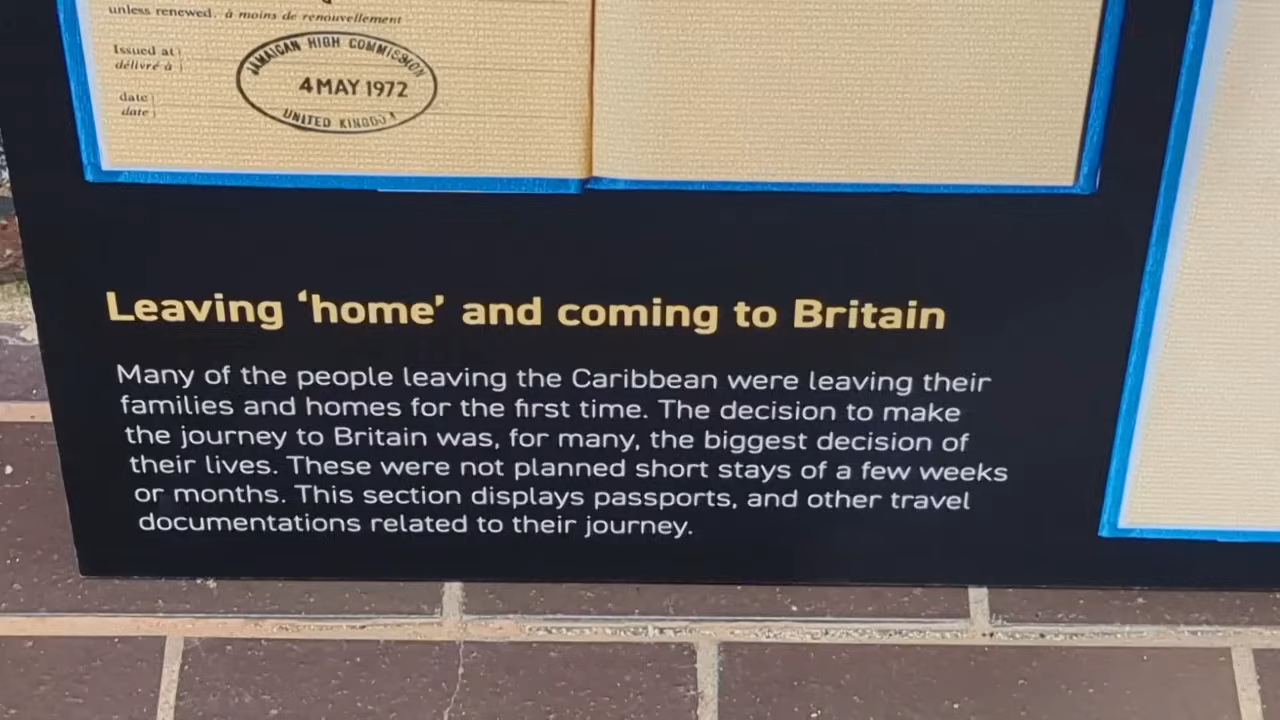 unless renewed, à moins de renouvellement
Issued at
délivré à
date
date
JAMAICAN HIGH COMMISSION
4 MAY 1972
UNITED KINGDOM
Leaving ‘home’ and coming to Britain
Many of the people leaving the Caribbean were leaving their
families and homes for the first time. The decision to make
the journey to Britain was, for many, the biggest decision of
their lives. These were not planned short stays of a few weeks
or months. This section displays passports, and other travel
documentations related to their journey.